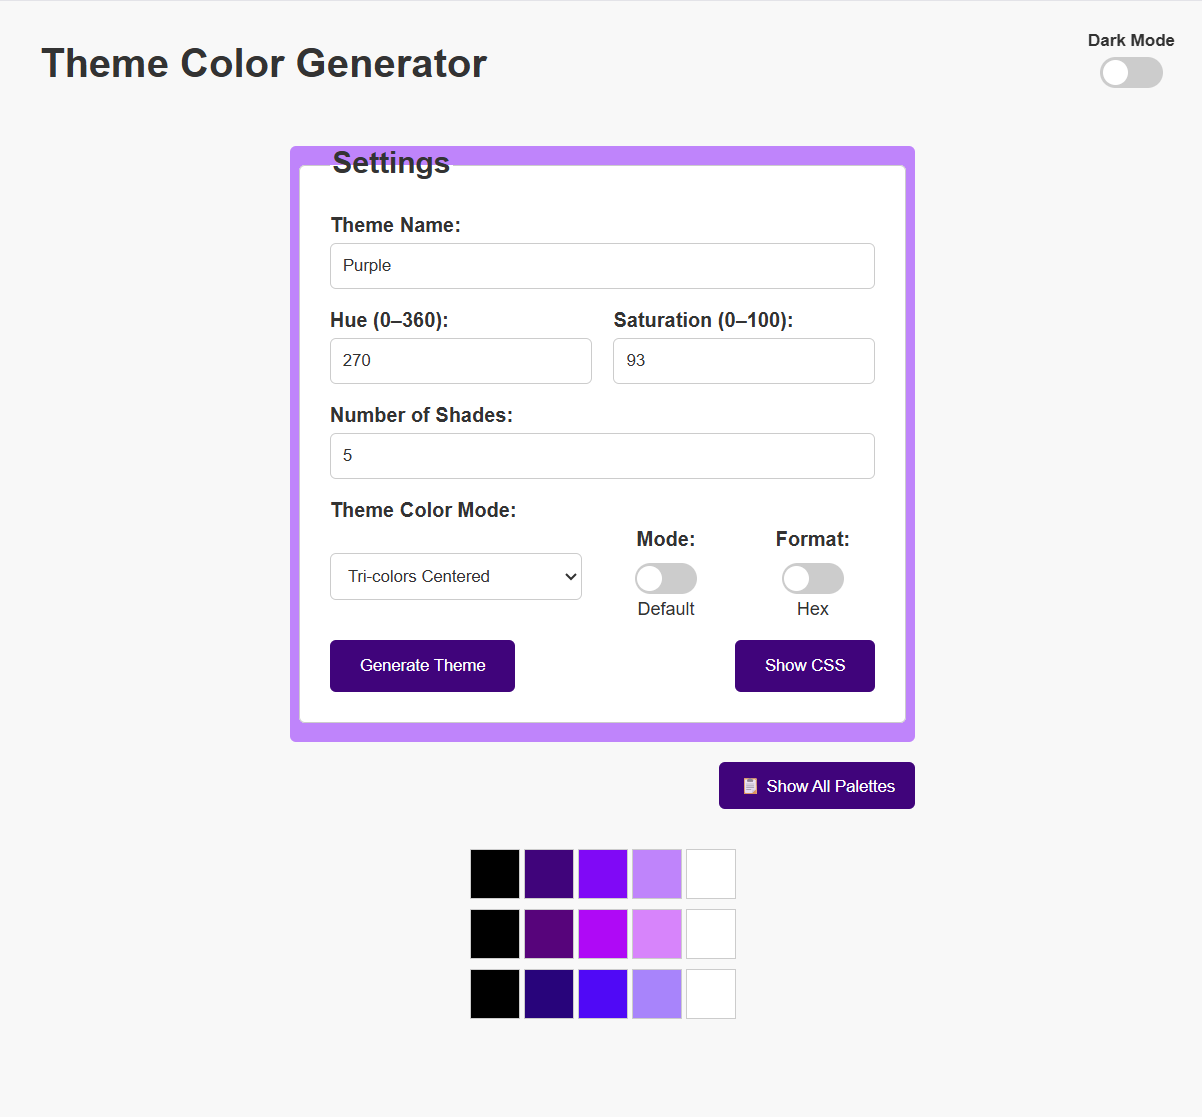 Dark Mode
Theme Color Generator
Settings
Theme Name:
Purple
Hue (0–360): Saturation (0–100):
270 93
Number of Shades:
5
Theme Color Mode:
Mode: Format:
Tri-colors Centered
Default Hex
Generate Theme Show CSS
Show All Palettes